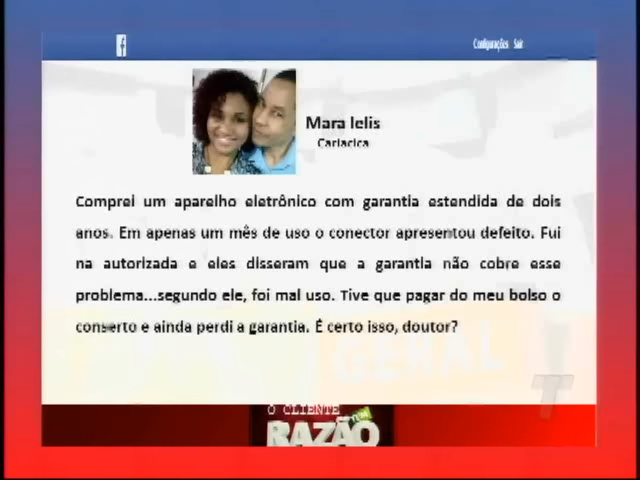 f
Configurações Sair
Mara lelis
Cariacica
Comprei um aparelho eletrônico com garantia estendida de dois
anos. Em apenas um mês de uso o conector apresentou defeito. Fui
na autorizada e eles disseram que a garantia não cobre esse
problema...segundo ele, foi mal uso. Tive que pagar do meu bolso o
conserto e ainda perdi a garantia. É certo isso, doutor?
GERAL
T
O CLIENTE
TEM
RAZÃO